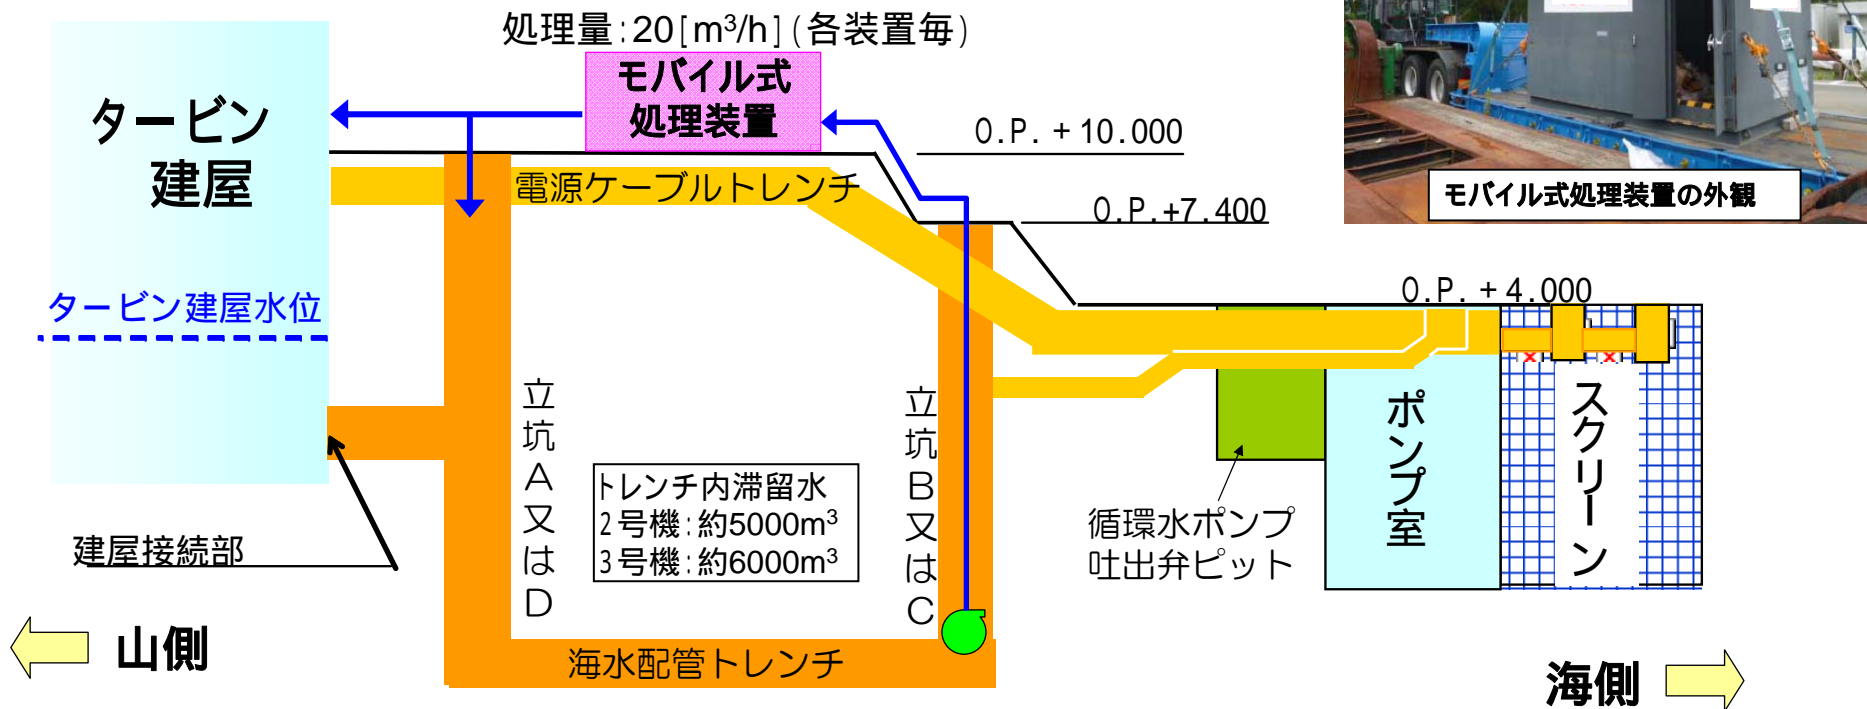 処理量:20[m³/h](各装置毎)
モバイル式
処理装置
タービン
建屋
O.P.+10.000
電源ケーブルトレンチ
O.P.+7.400
モバイル式処理装置の外観
タービン建屋水位
O.P.+4.000
立坑A又はD
立坑B又はC
トレンチ内滞留水
2号機:約5000m³
3号機:約6000m³
循環水ポンプ
吐出弁ピット
ポンプ室
スクリーン
建屋接続部
山側
海水配管トレンチ
海側